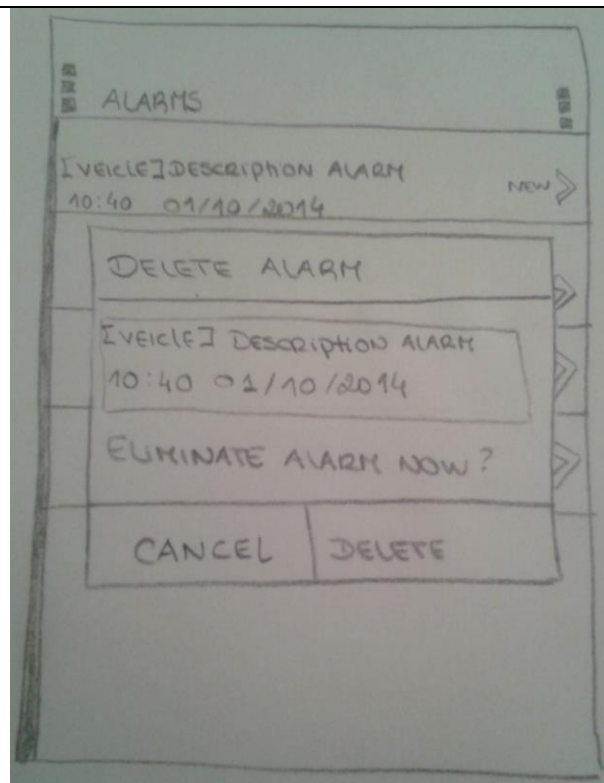 ALARMS
[VEICLE] DESCRIPTION ALARM
NEW
10:40 01/10/2014
DELETE ALARM
[VEICLE] DESCRIPTION ALARM
10:40 01/10/2014
ELIMINATE ALARM NOW?
CANCEL DELETE